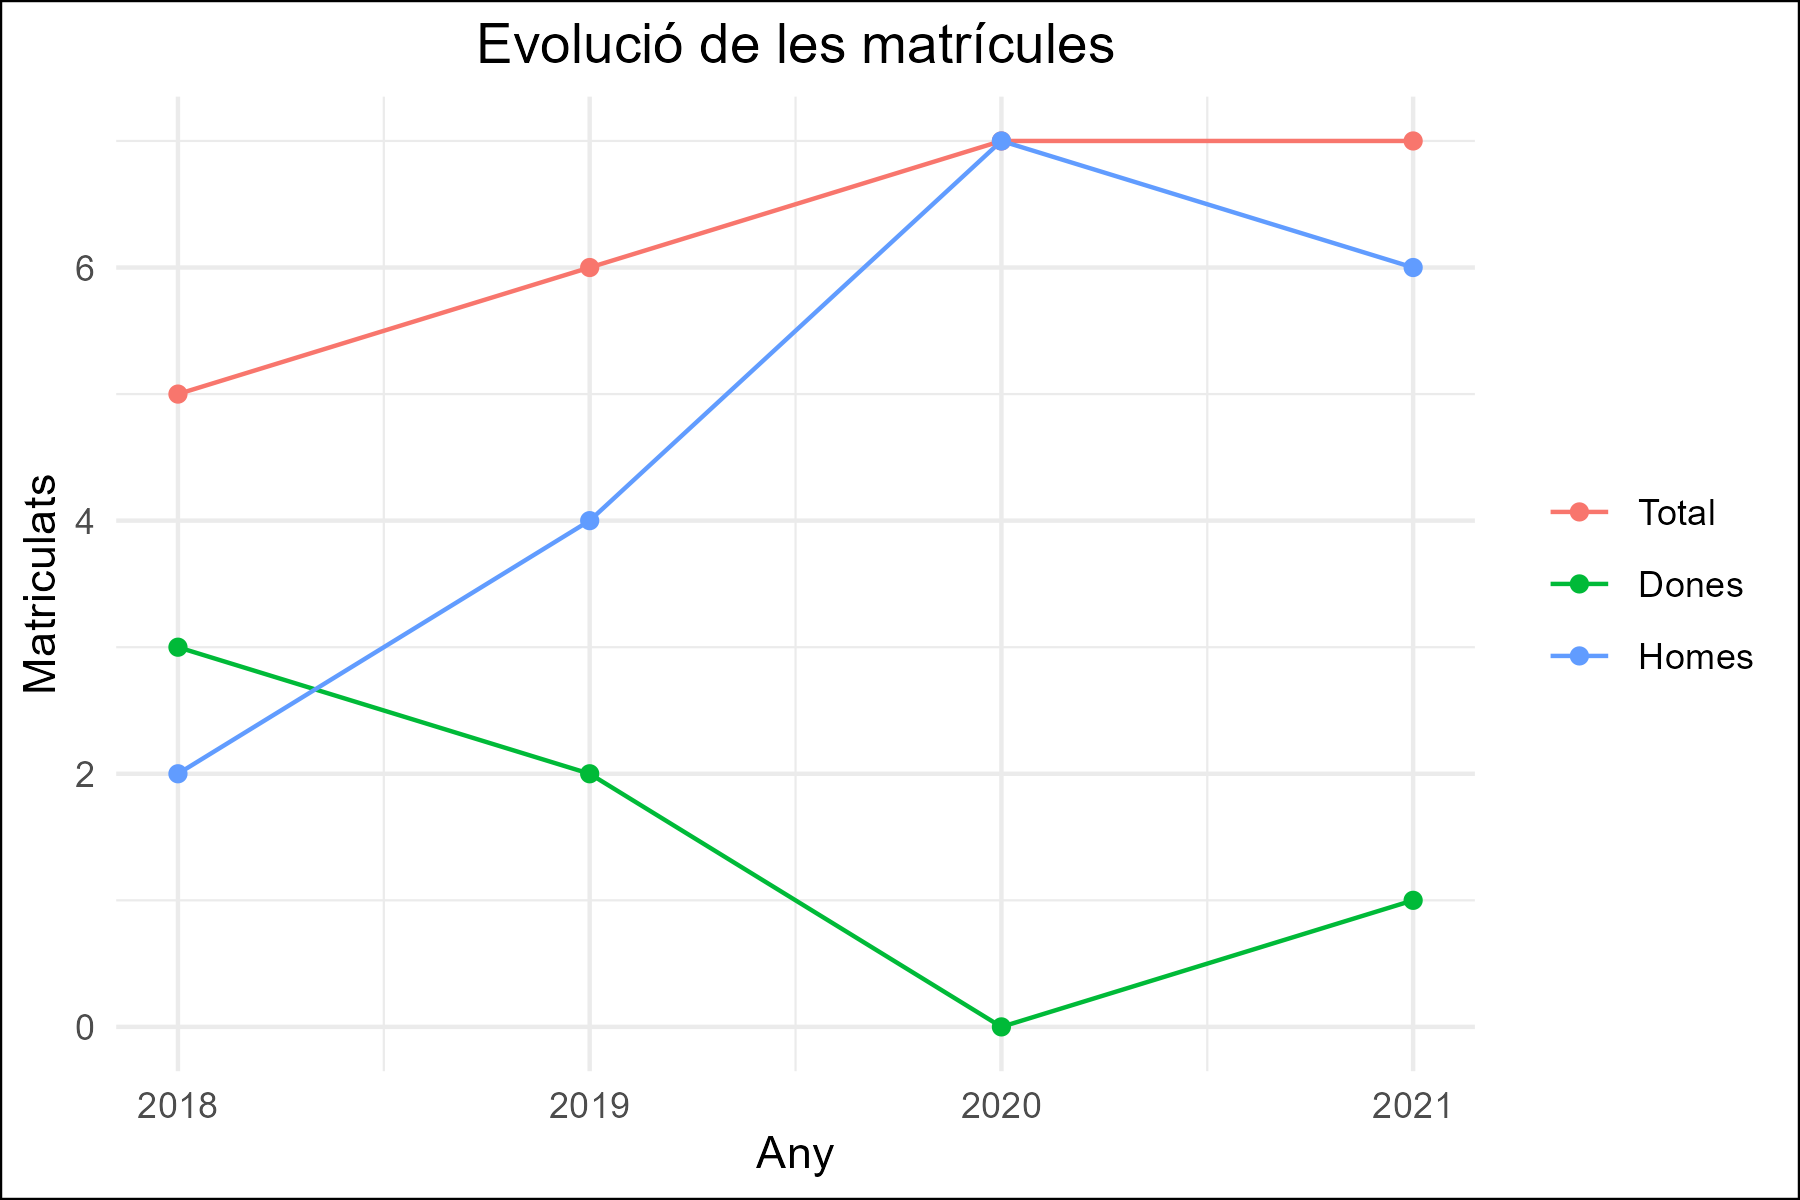 Evolució de les matrícules
Matriculats
6
4
2
0
2018 2019 2020 2021
Any
Total
Dones
Homes